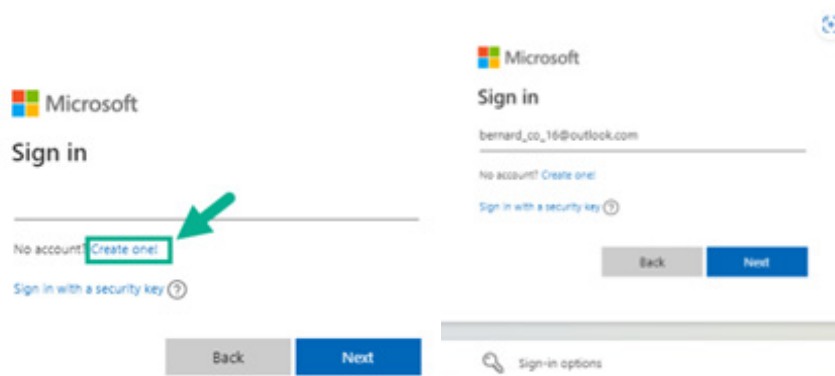 Microsoft
Sign in
No account? Create one!
Sign in with a security key
Back Next
Microsoft
Sign in
bernard_co_16@outlook.com
No account? Create one!
Sign in with a security key
Back Next
Sign-in options